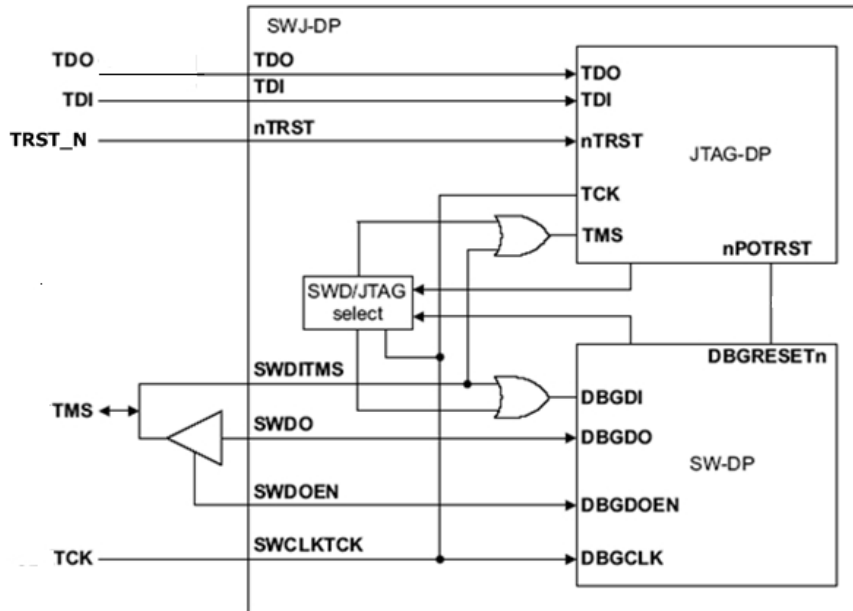 SWJ-DP
TDO
TDO
TDO
TDI
TDI
TDI
TRST_N
nTRST
nTRST
JTAG-DP
TCK
TMS
nPOTRST
SWD/JTAG
select
DBGRESETn
SWDITMS
TMS
DBGDI
SWDO
DBGDO
SW-DP
SWDOEN
DBGDOEN
TCK
SWCLKTCK
DBGCLK